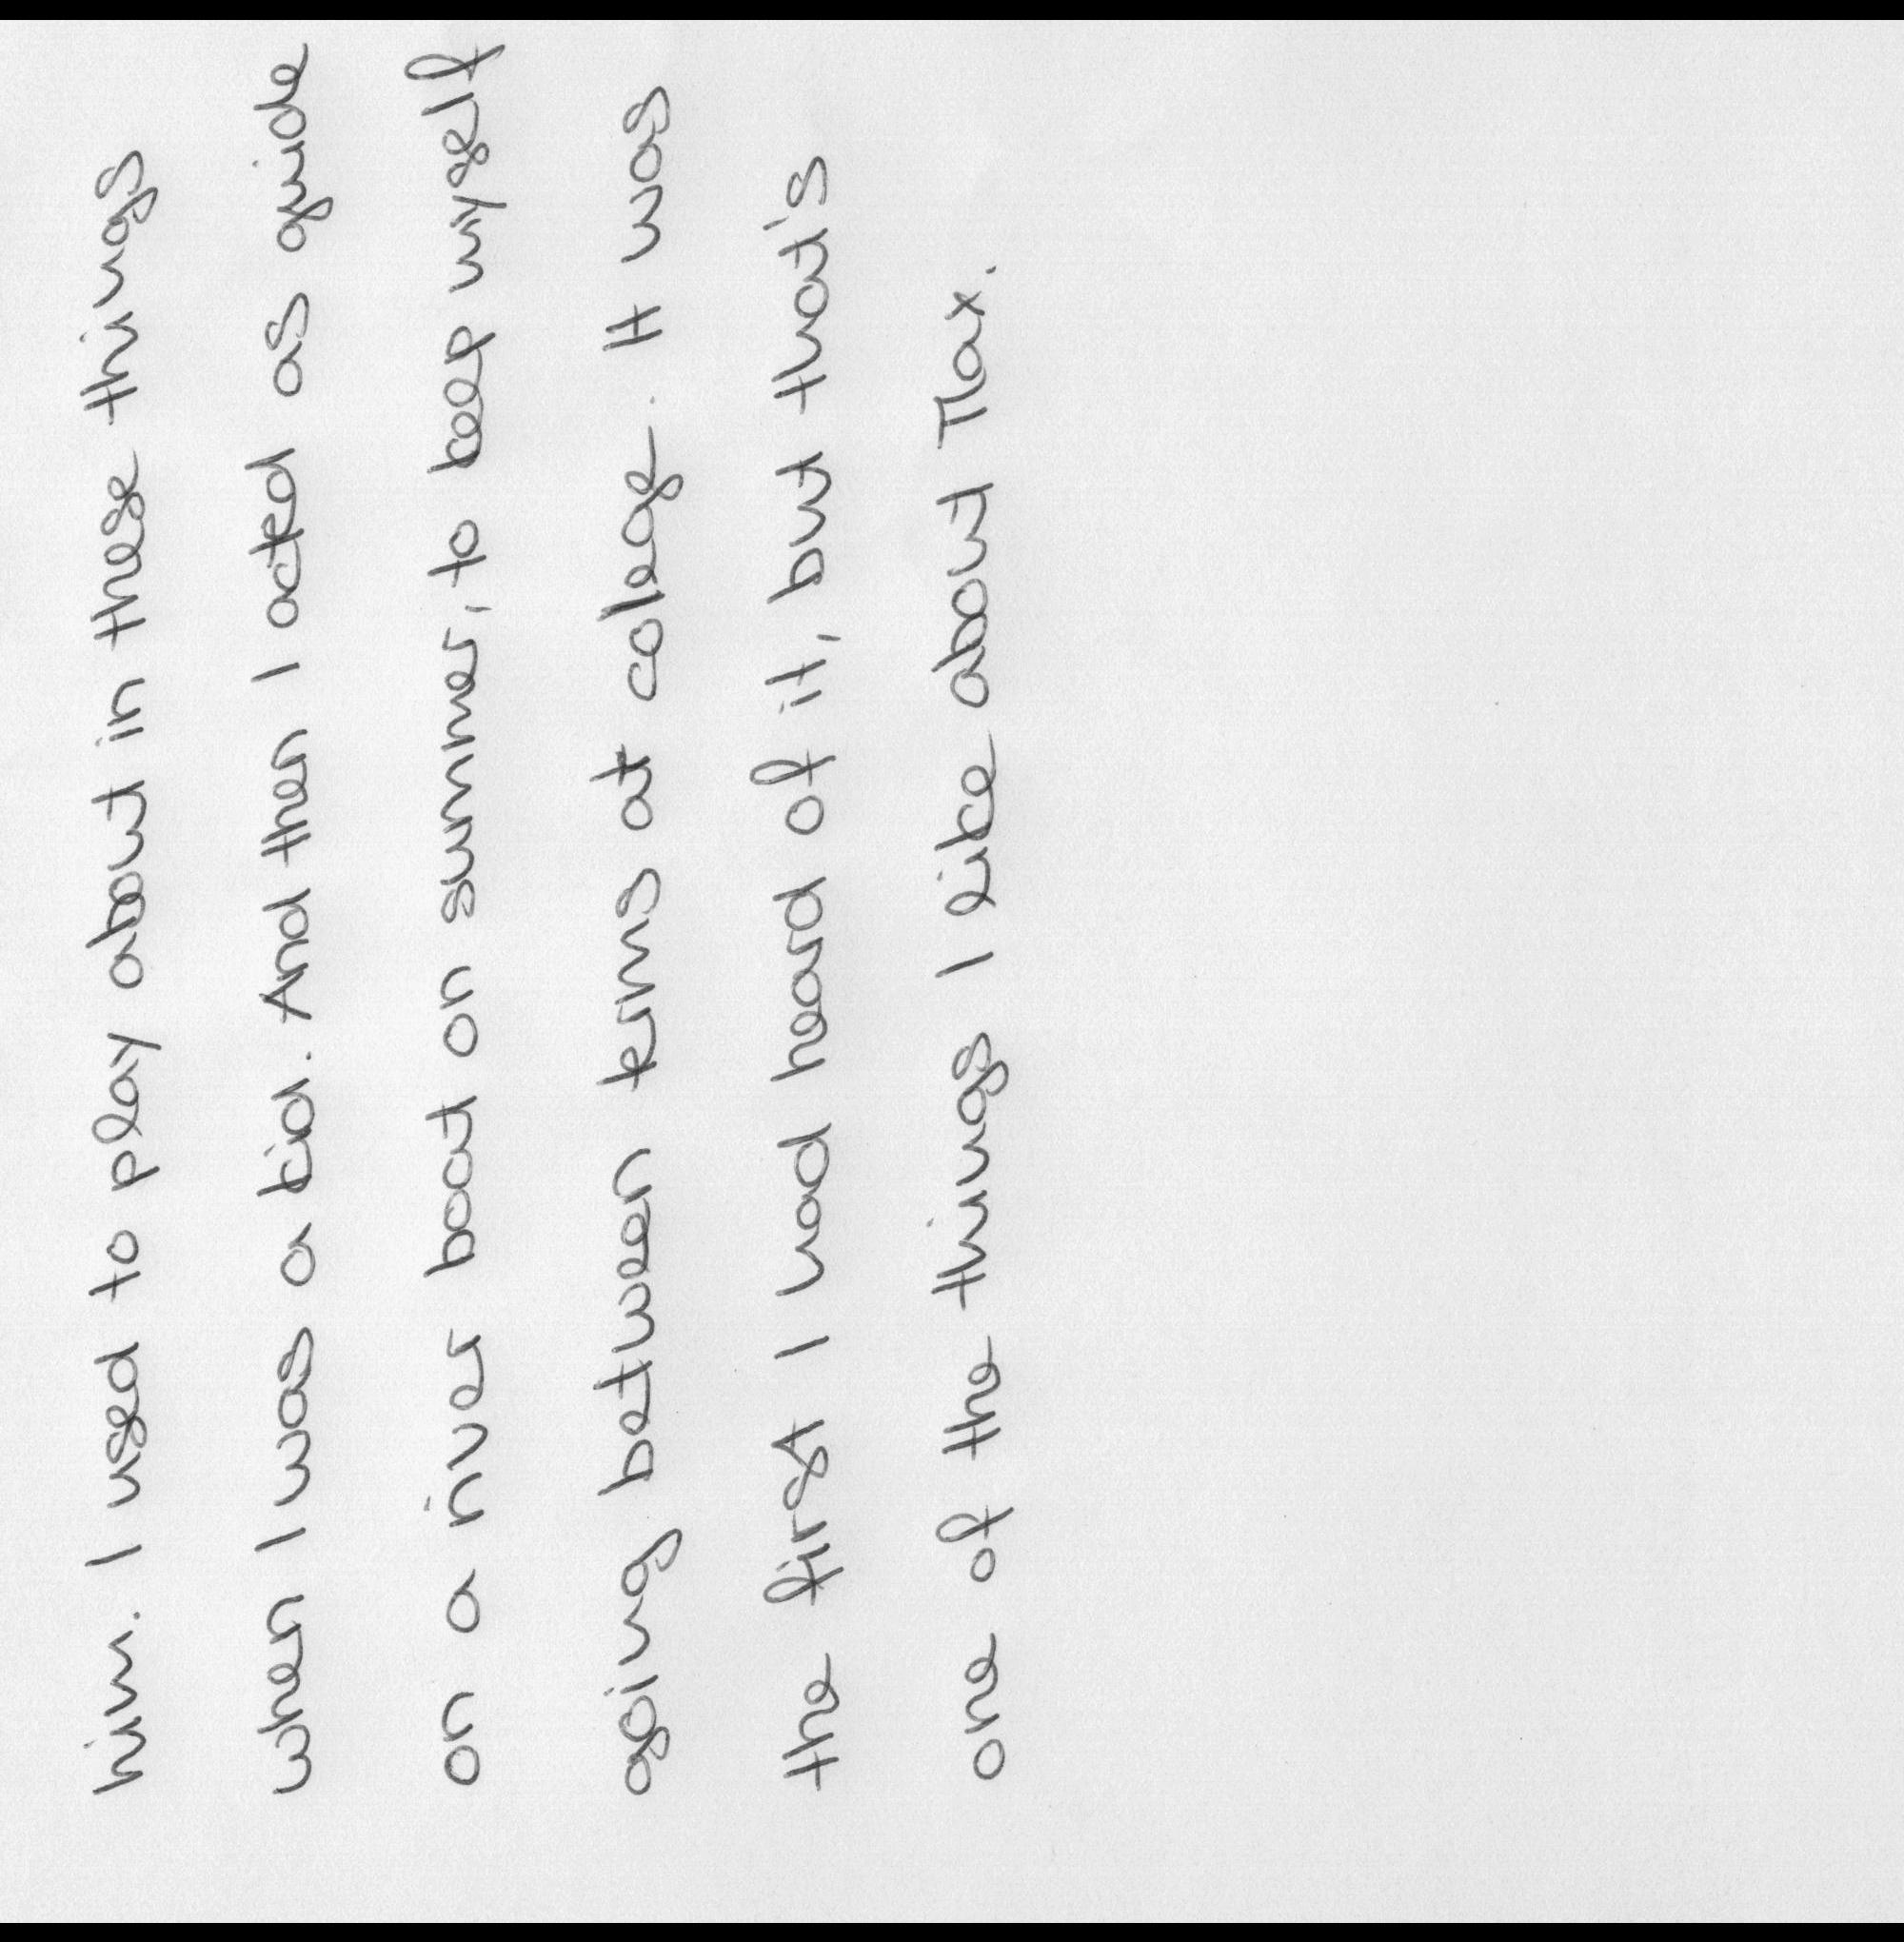 him. I used to play about in these things
when I was a kid. And then I acted as guide
on a river boat on summer, to keep myself
going between terms at colege. It was
the first I had heard of it, but that's
one of the things I like about Max.